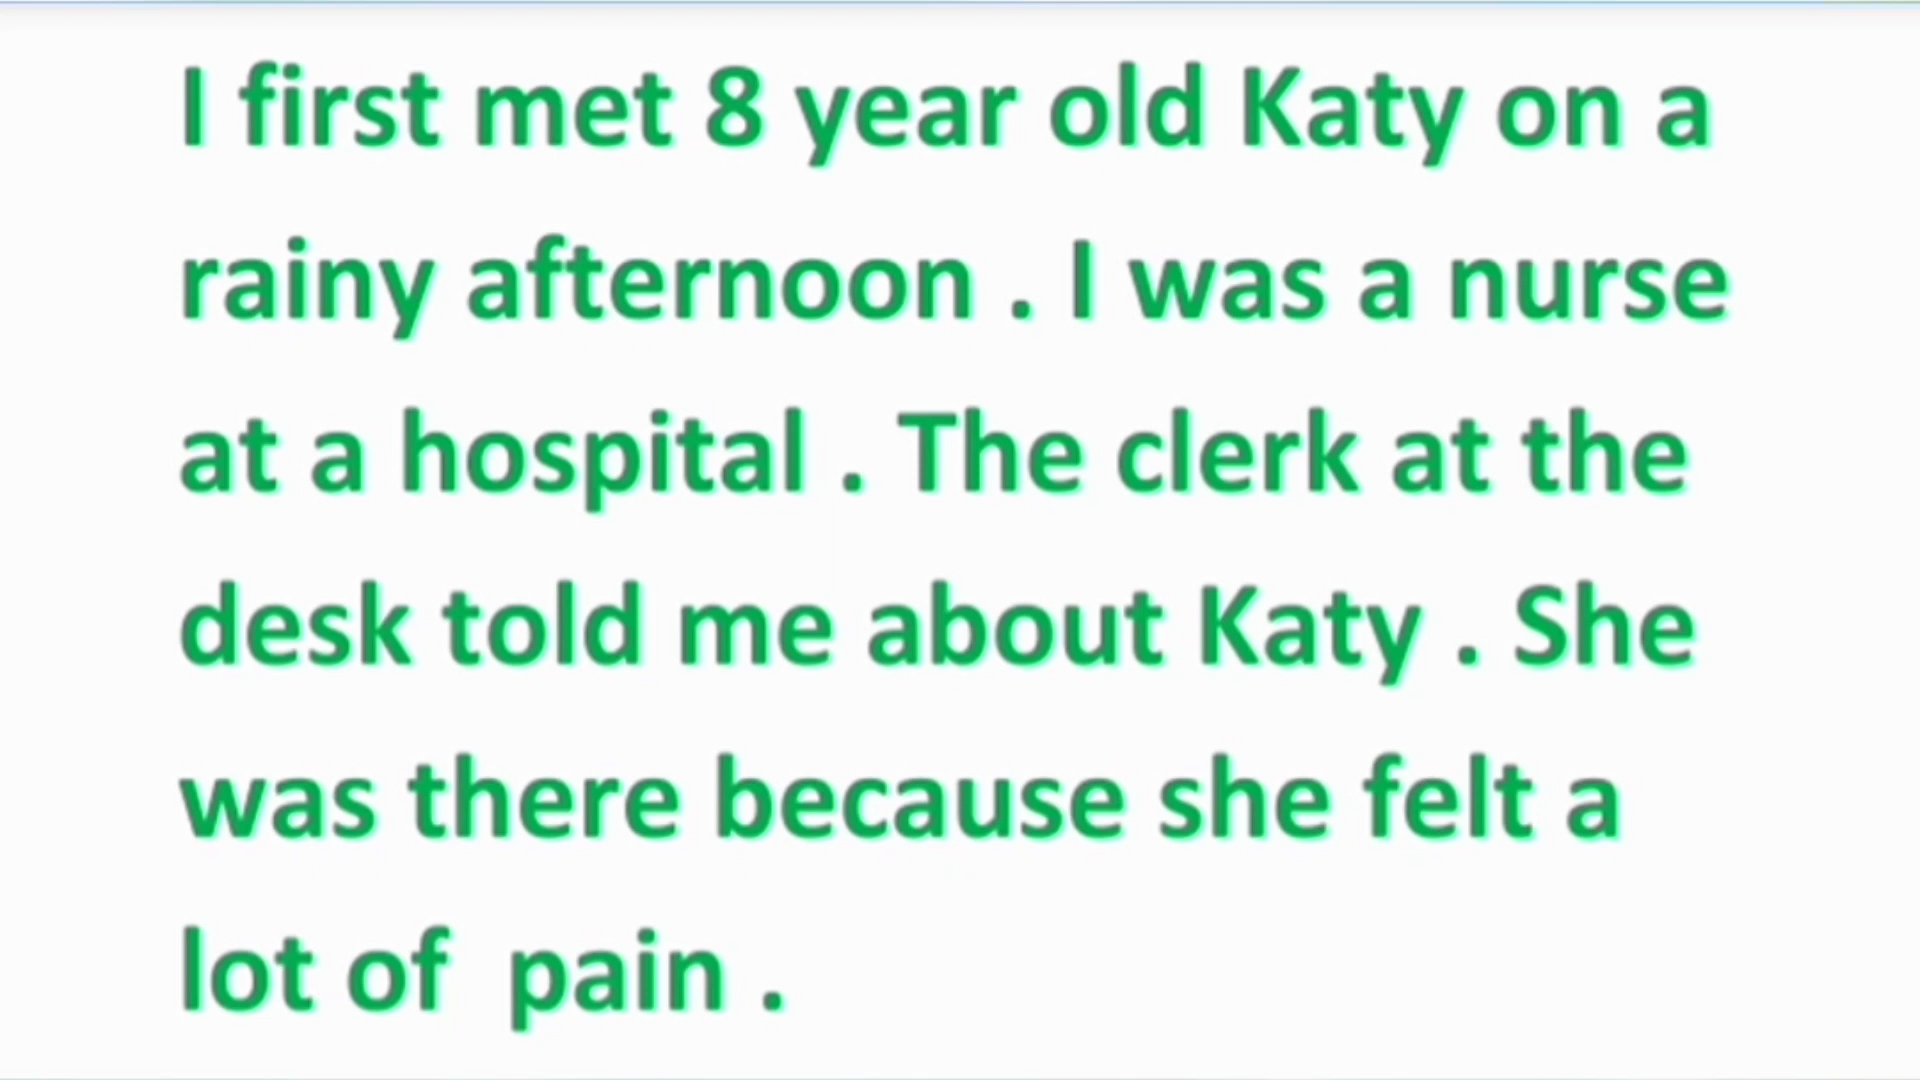 I first met 8 year old Katy on a
rainy afternoon . I was a nurse
at a hospital . The clerk at the
desk told me about Katy . She
was there because she felt a
lot of  pain .